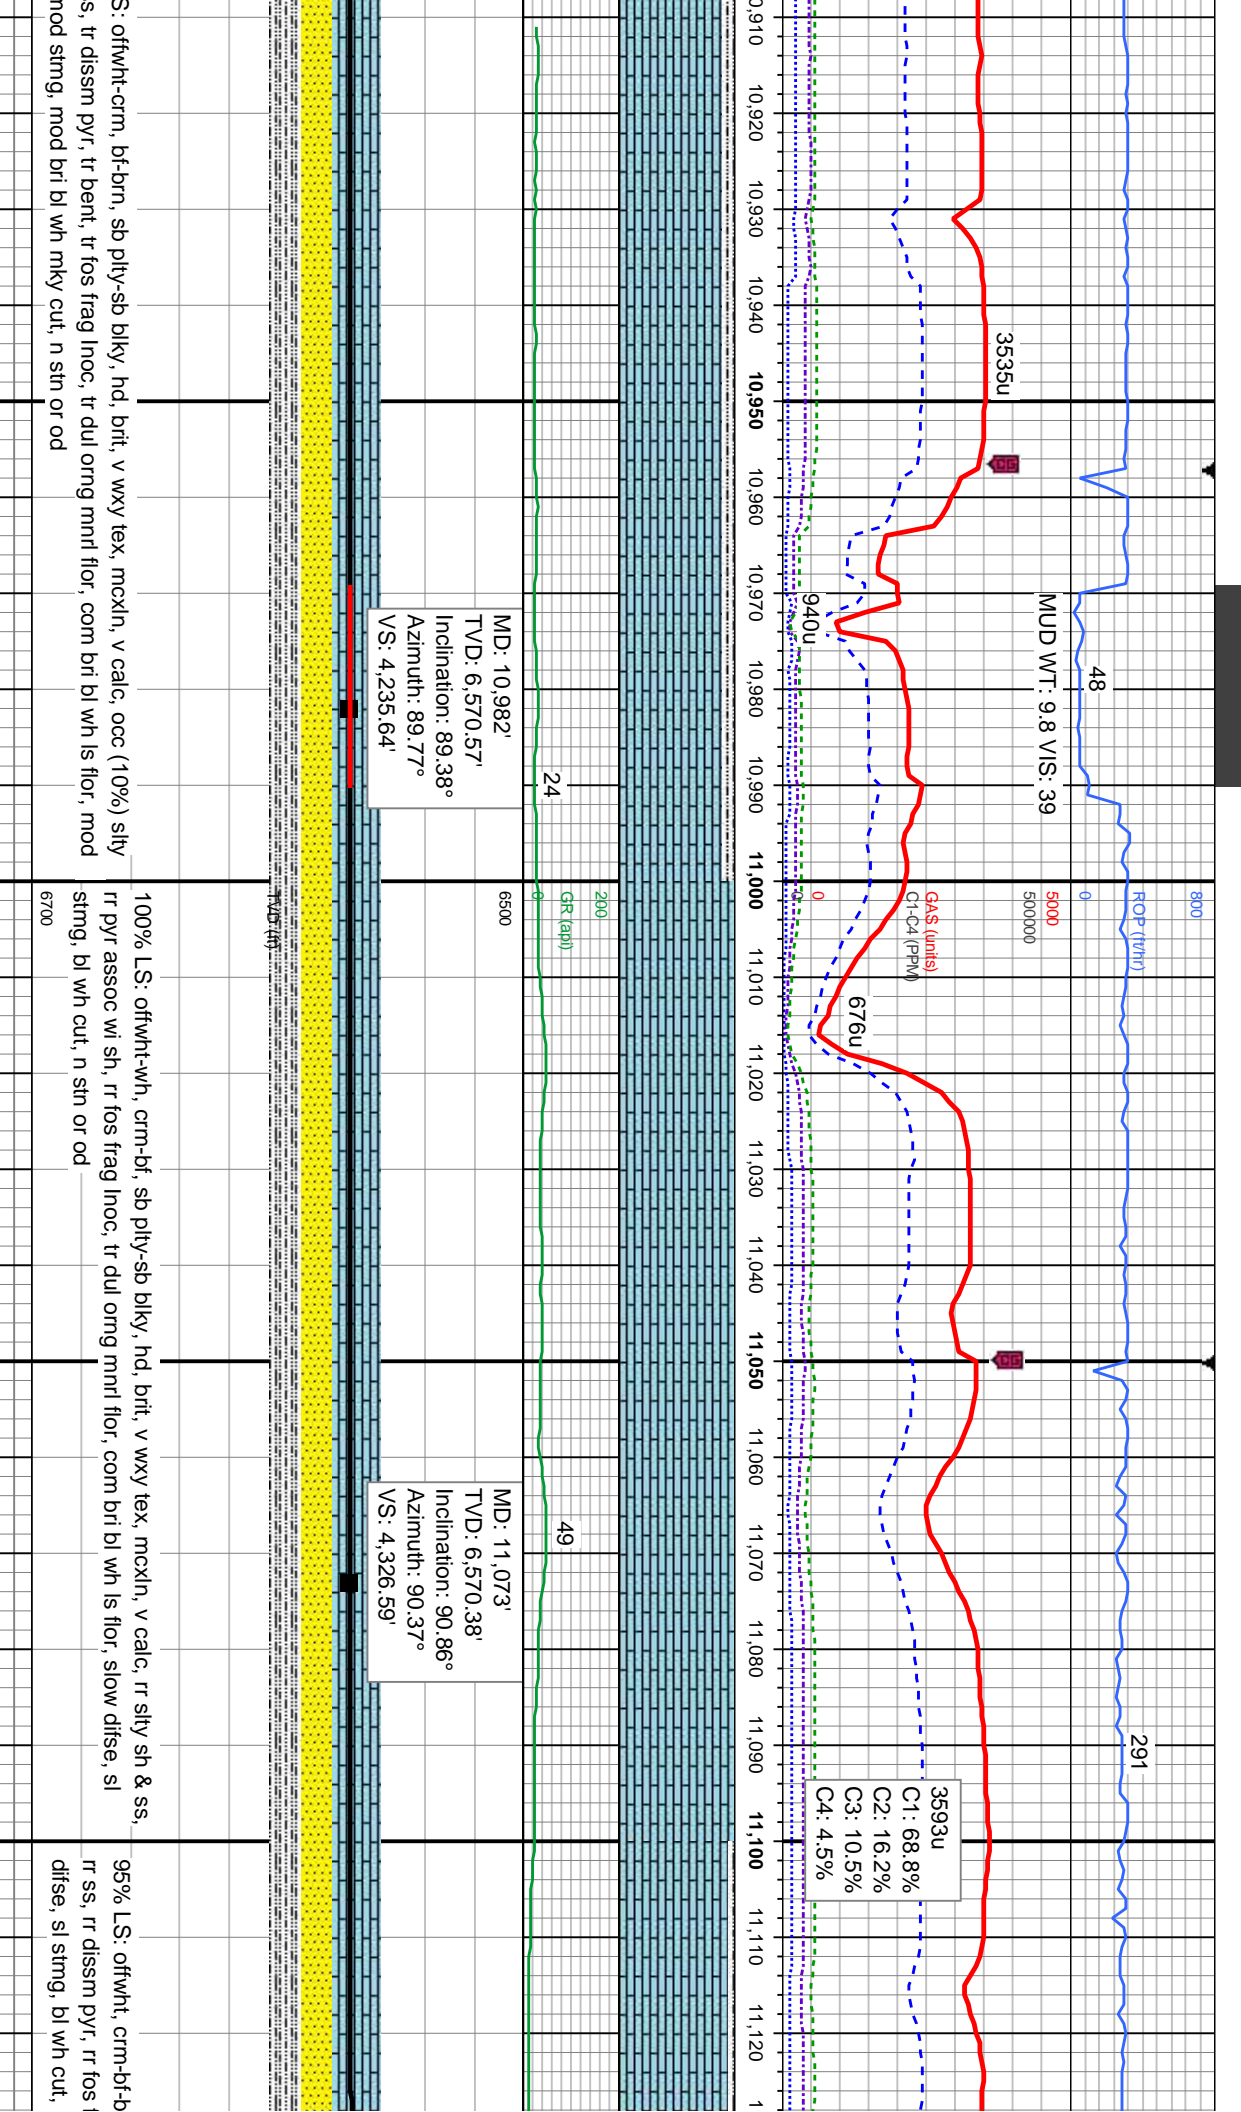 ROP (ft/hr)
0
800
48
291
MUD WT: 9.8 VIS: 39
GAS (units)
0
5000
C1-C4 (PPM)
0
500000
3535u
940u
676u
3593u
C1: 68.8%
C2: 16.2%
C3: 10.5%
C4: 4.5%
10,920
10,930
10,940
10,950
10,960
10,970
10,980
10,990
11,000
11,010
11,020
11,030
11,040
11,050
11,060
11,070
11,080
11,090
11,100
11,110
11,120
GR (api)
0
200
24
49
6500
MD: 10,982'
TVD: 6,570.57'
Inclination: 89.38°
Azimuth: 89.77°
VS: 4,235.64'
MD: 11,073'
TVD: 6,570.38'
Inclination: 90.86°
Azimuth: 90.37°
VS: 4,326.59'
TVD (ft)
6700
S: offwht-crm, bf-brn, sb plty-sb blky, hd, brit, v wxy tex, mcxln, v calc, occ (10%) slty
s, tr dissm pyr, tr bent, tr fos frag Inoc, tr dul orng mnrl flor, com bri bl wh ls flor, mod
mod stmg, mod bri bl wh mky cut, n stn or od
100% LS: offwht-wh, crm-bf, sb plty-sb blky, hd, brit, v wxy tex, mcxln, v calc, rr slty sh & ss,
rr pyr assoc wi sh, rr fos frag Inoc, tr dul orng mnrl flor, com bri bl wh ls flor, slow difse, sl
stmg, bl wh cut, n stn or od
95% LS: offwht, crm-bf-b
rr ss, rr dissm pyr, rr fos
difse, sl stmg, bl wh cut,